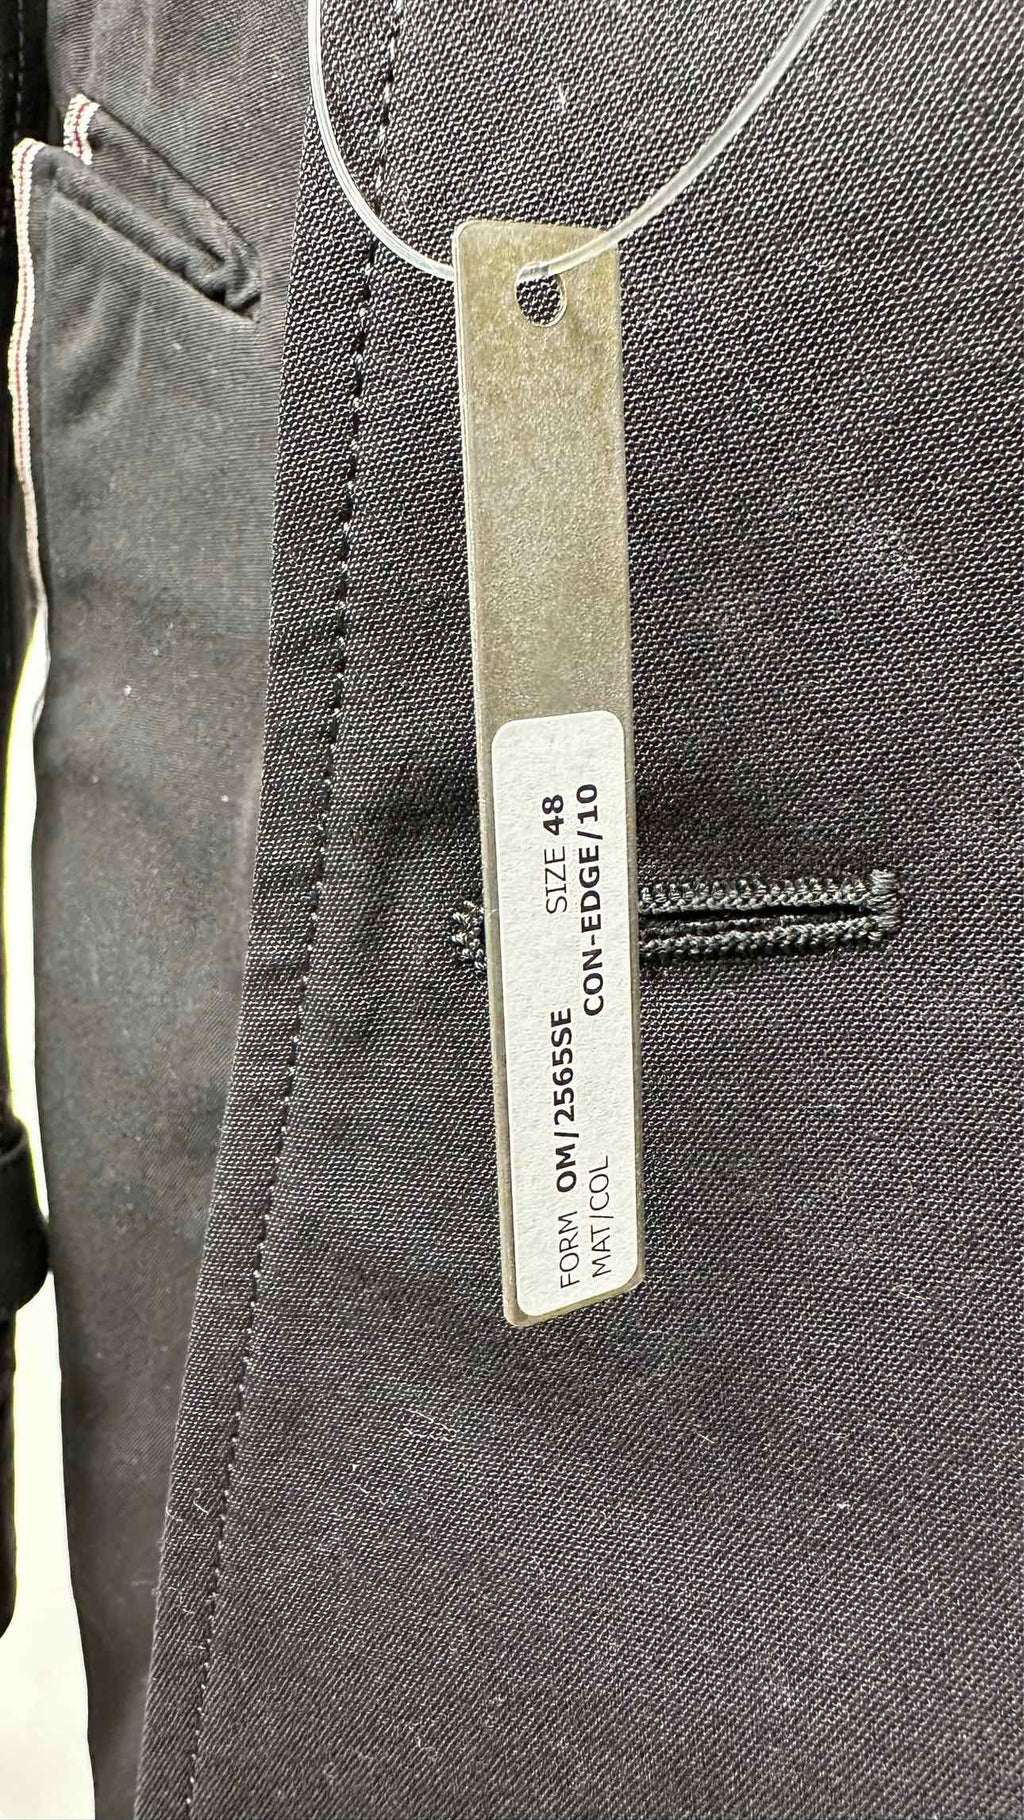 FORM OM/2565SE SIZE 48
MAT/COL CON-EDGE/10